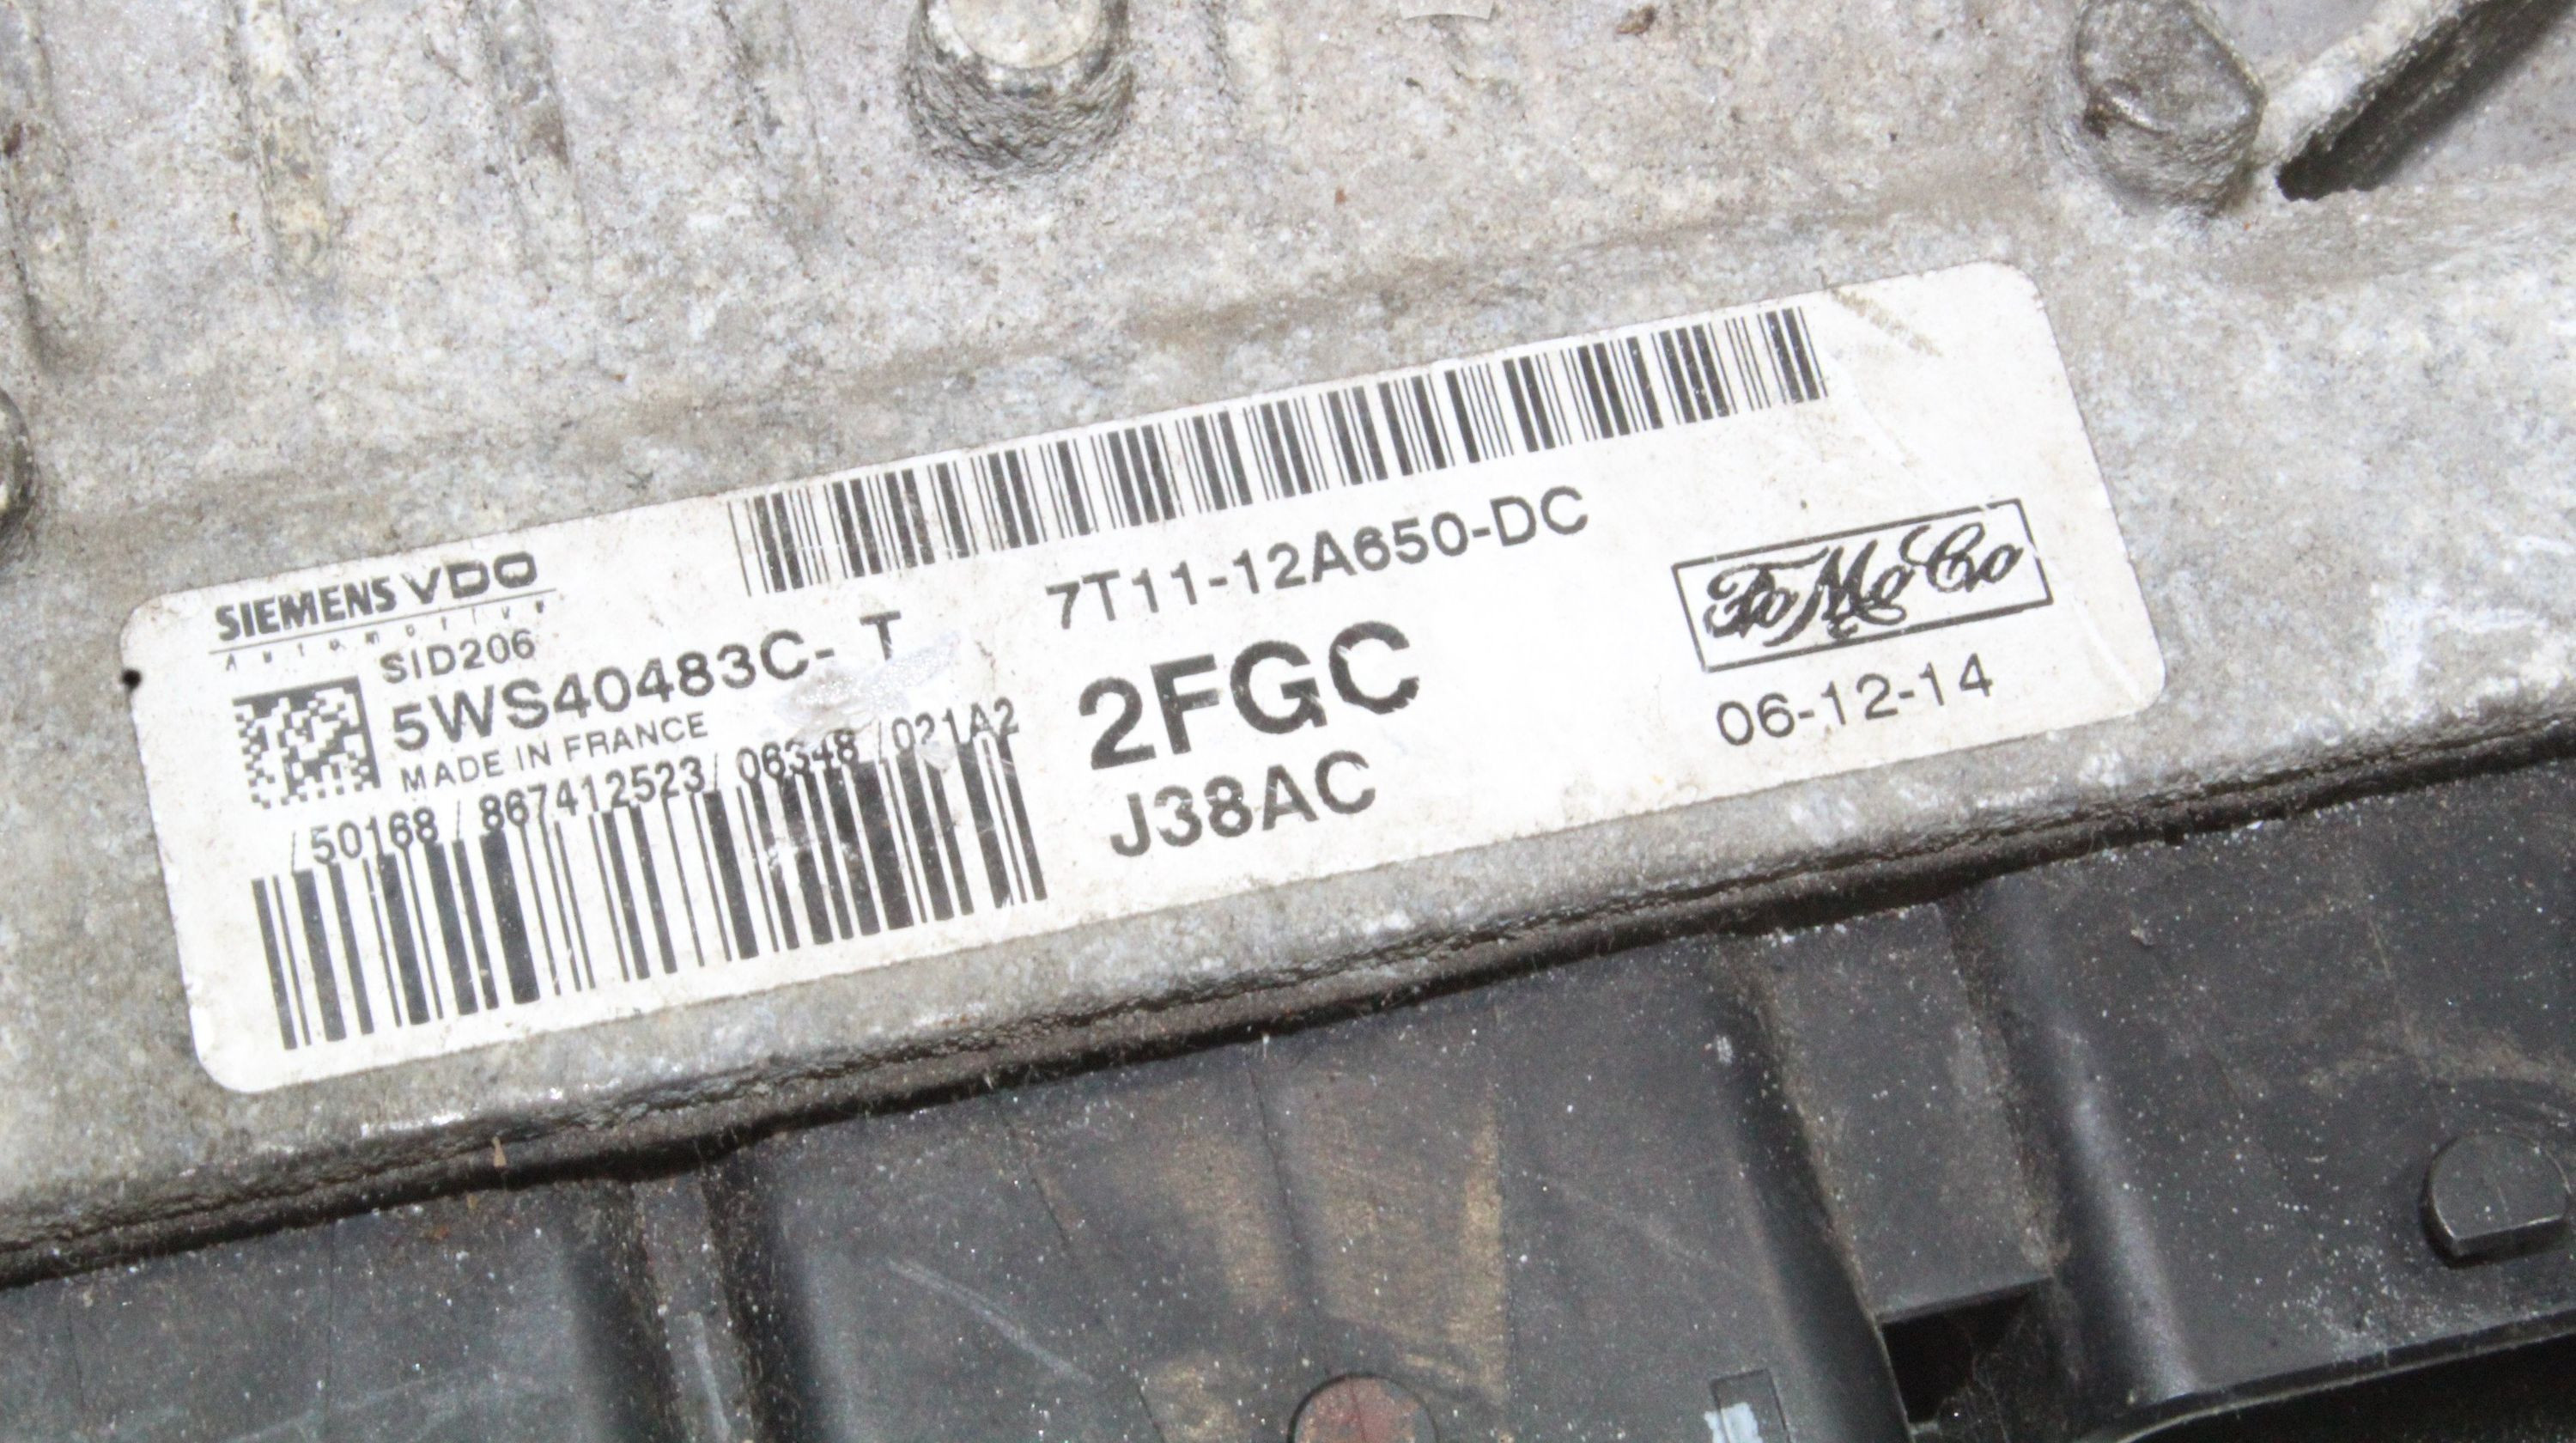 SIEMENS VDO
Automotive
SID206
5WS40483C- T
MADE IN FRANCE
/50168 / 867412523/ 06348 /021A2
7T11-12A650-DC
2FGC
J38AC
FoMoCo
06-12-14